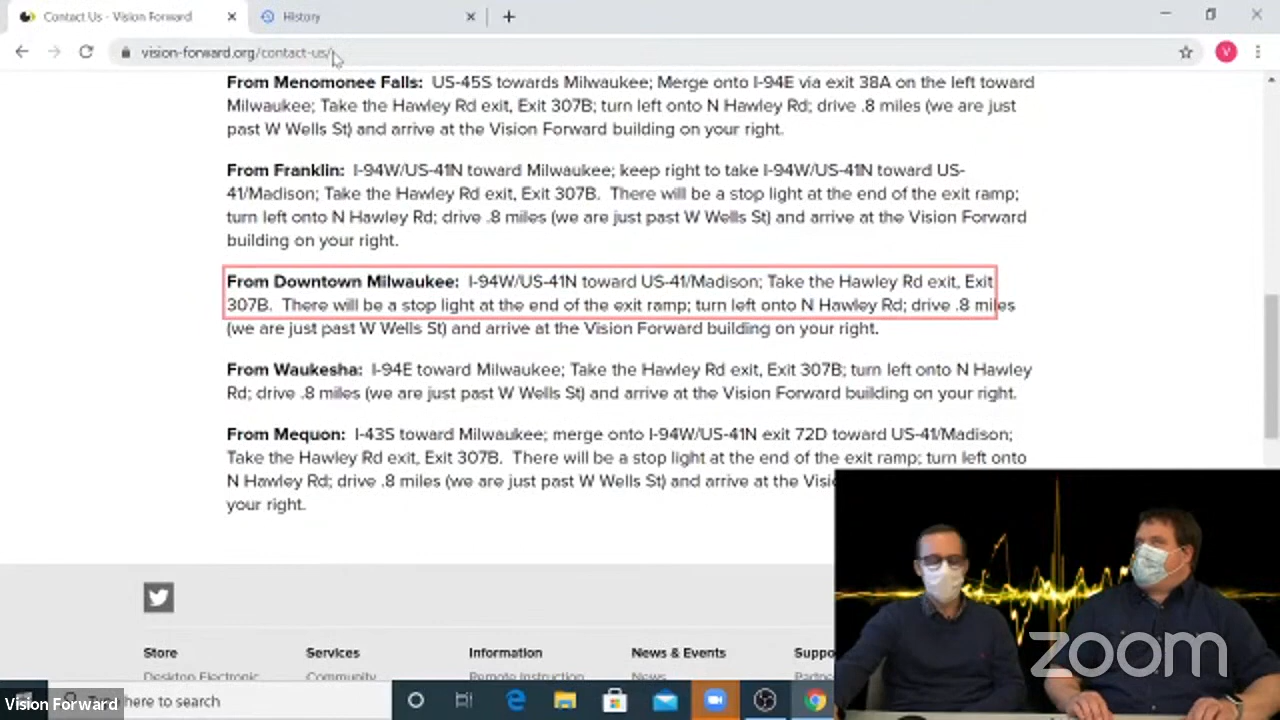 Contact Us - Vision Forward
History
vision-forward.org/contact-us/
V
From Menomonee Falls: US-45S towards Milwaukee; Merge onto I-94E via exit 38A on the left toward
Milwaukee; Take the Hawley Rd exit, Exit 307B; turn left onto N Hawley Rd; drive .8 miles (we are just
past W Wells St) and arrive at the Vision Forward building on your right.
From Franklin: I-94W/US-41N toward Milwaukee; keep right to take I-94W/US-41N toward US-
41/Madison; Take the Hawley Rd exit, Exit 307B. There will be a stop light at the end of the exit ramp;
turn left onto N Hawley Rd; drive .8 miles (we are just past W Wells St) and arrive at the Vision Forward
building on your right.
From Downtown Milwaukee: I-94W/US-41N toward US-41/Madison; Take the Hawley Rd exit, Exit
307B. There will be a stop light at the end of the exit ramp; turn left onto N Hawley Rd; drive .8 miles
(we are just past W Wells St) and arrive at the Vision Forward building on your right.
From Waukesha: I-94E toward Milwaukee; Take the Hawley Rd exit, Exit 307B; turn left onto N Hawley
Rd; drive .8 miles (we are just past W Wells St) and arrive at the Vision Forward building on your right.
From Mequon: I-43S toward Milwaukee; merge onto I-94W/US-41N exit 72D toward US-41/Madison;
Take the Hawley Rd exit, Exit 307B. There will be a stop light at the end of the exit ramp; turn left onto
N Hawley Rd; drive .8 miles (we are just past W Wells St) and arrive at the
your right.
Store
Services
Information
News & Events
Desktop Electronic
Community
Remote Instruction
News
here to search
Vision Forward
zoom